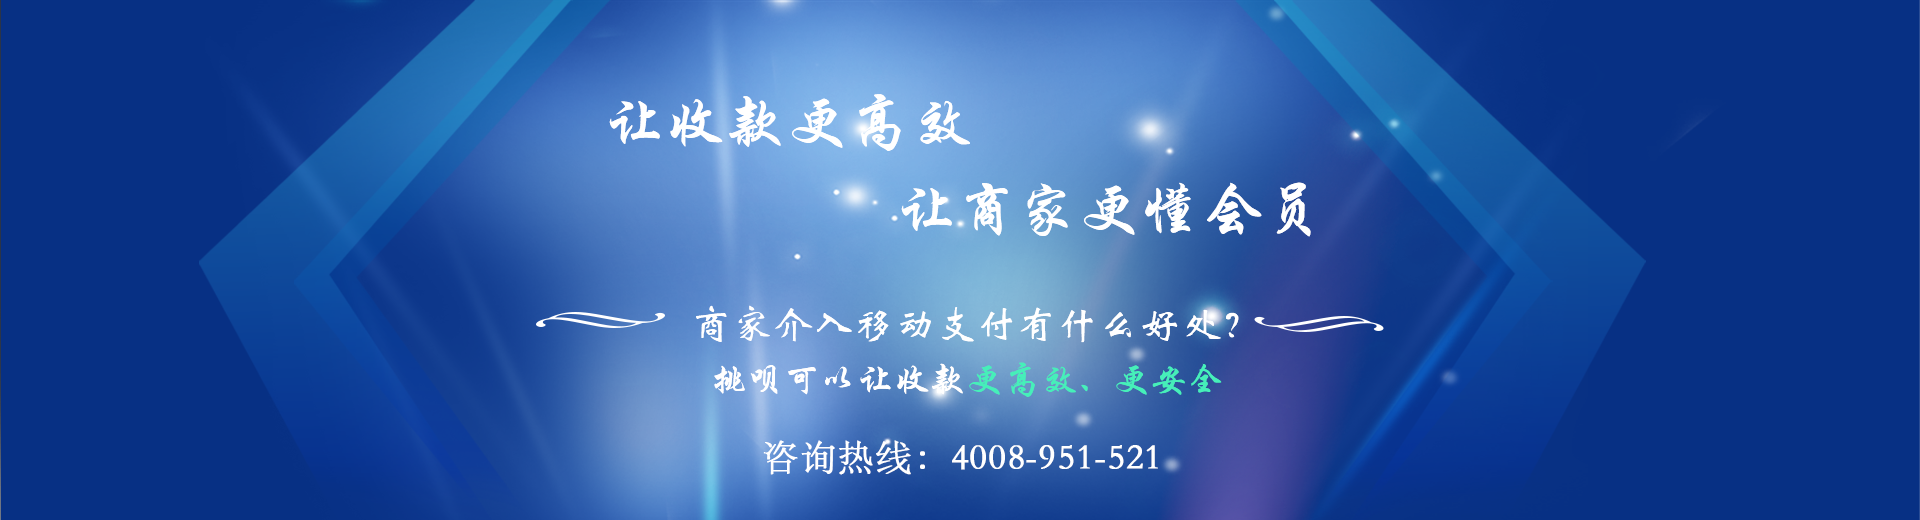 让收款更高效
让商家更懂会员
商家介入移动支付有什么好处?
挑呗可以让收款更高效、更安全
咨询热线：4008-951-521